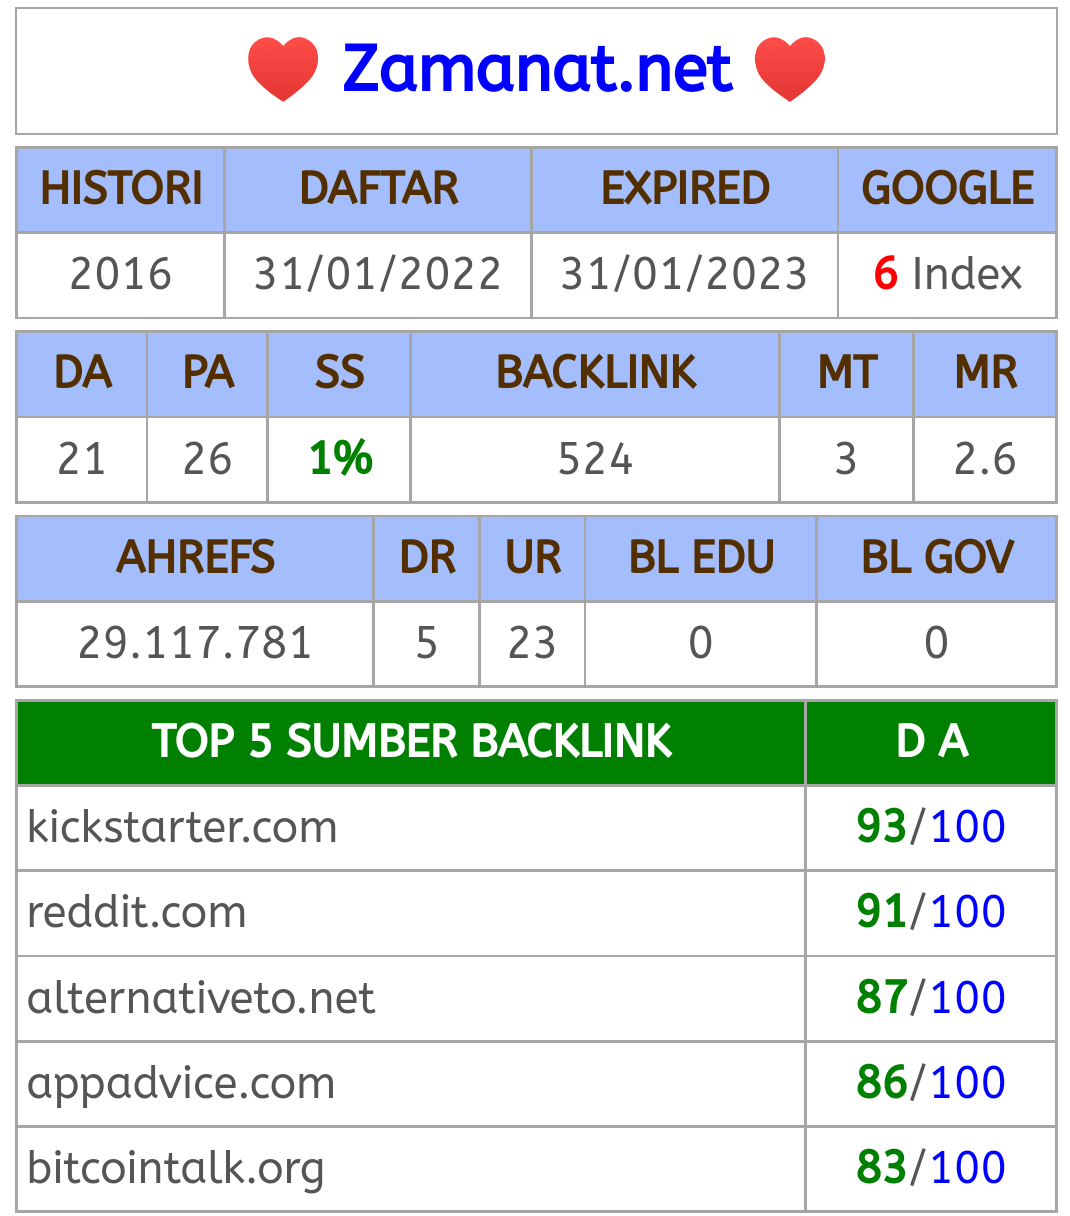 Zamanat.net
HISTORI DAFTAR EXPIRED GOOGLE
2016 31/01/2022 31/01/2023 6 Index
DA PA SS BACKLINK MT MR
21 26 1% 524 3 2.6
AHREFS DR UR BL EDU BL GOV
29.117.781 5 23 0 0
TOP 5 SUMBER BACKLINK D A
kickstarter.com 93/100
reddit.com 91/100
alternativeto.net 87/100
appadvice.com 86/100
bitcointalk.org 83/100